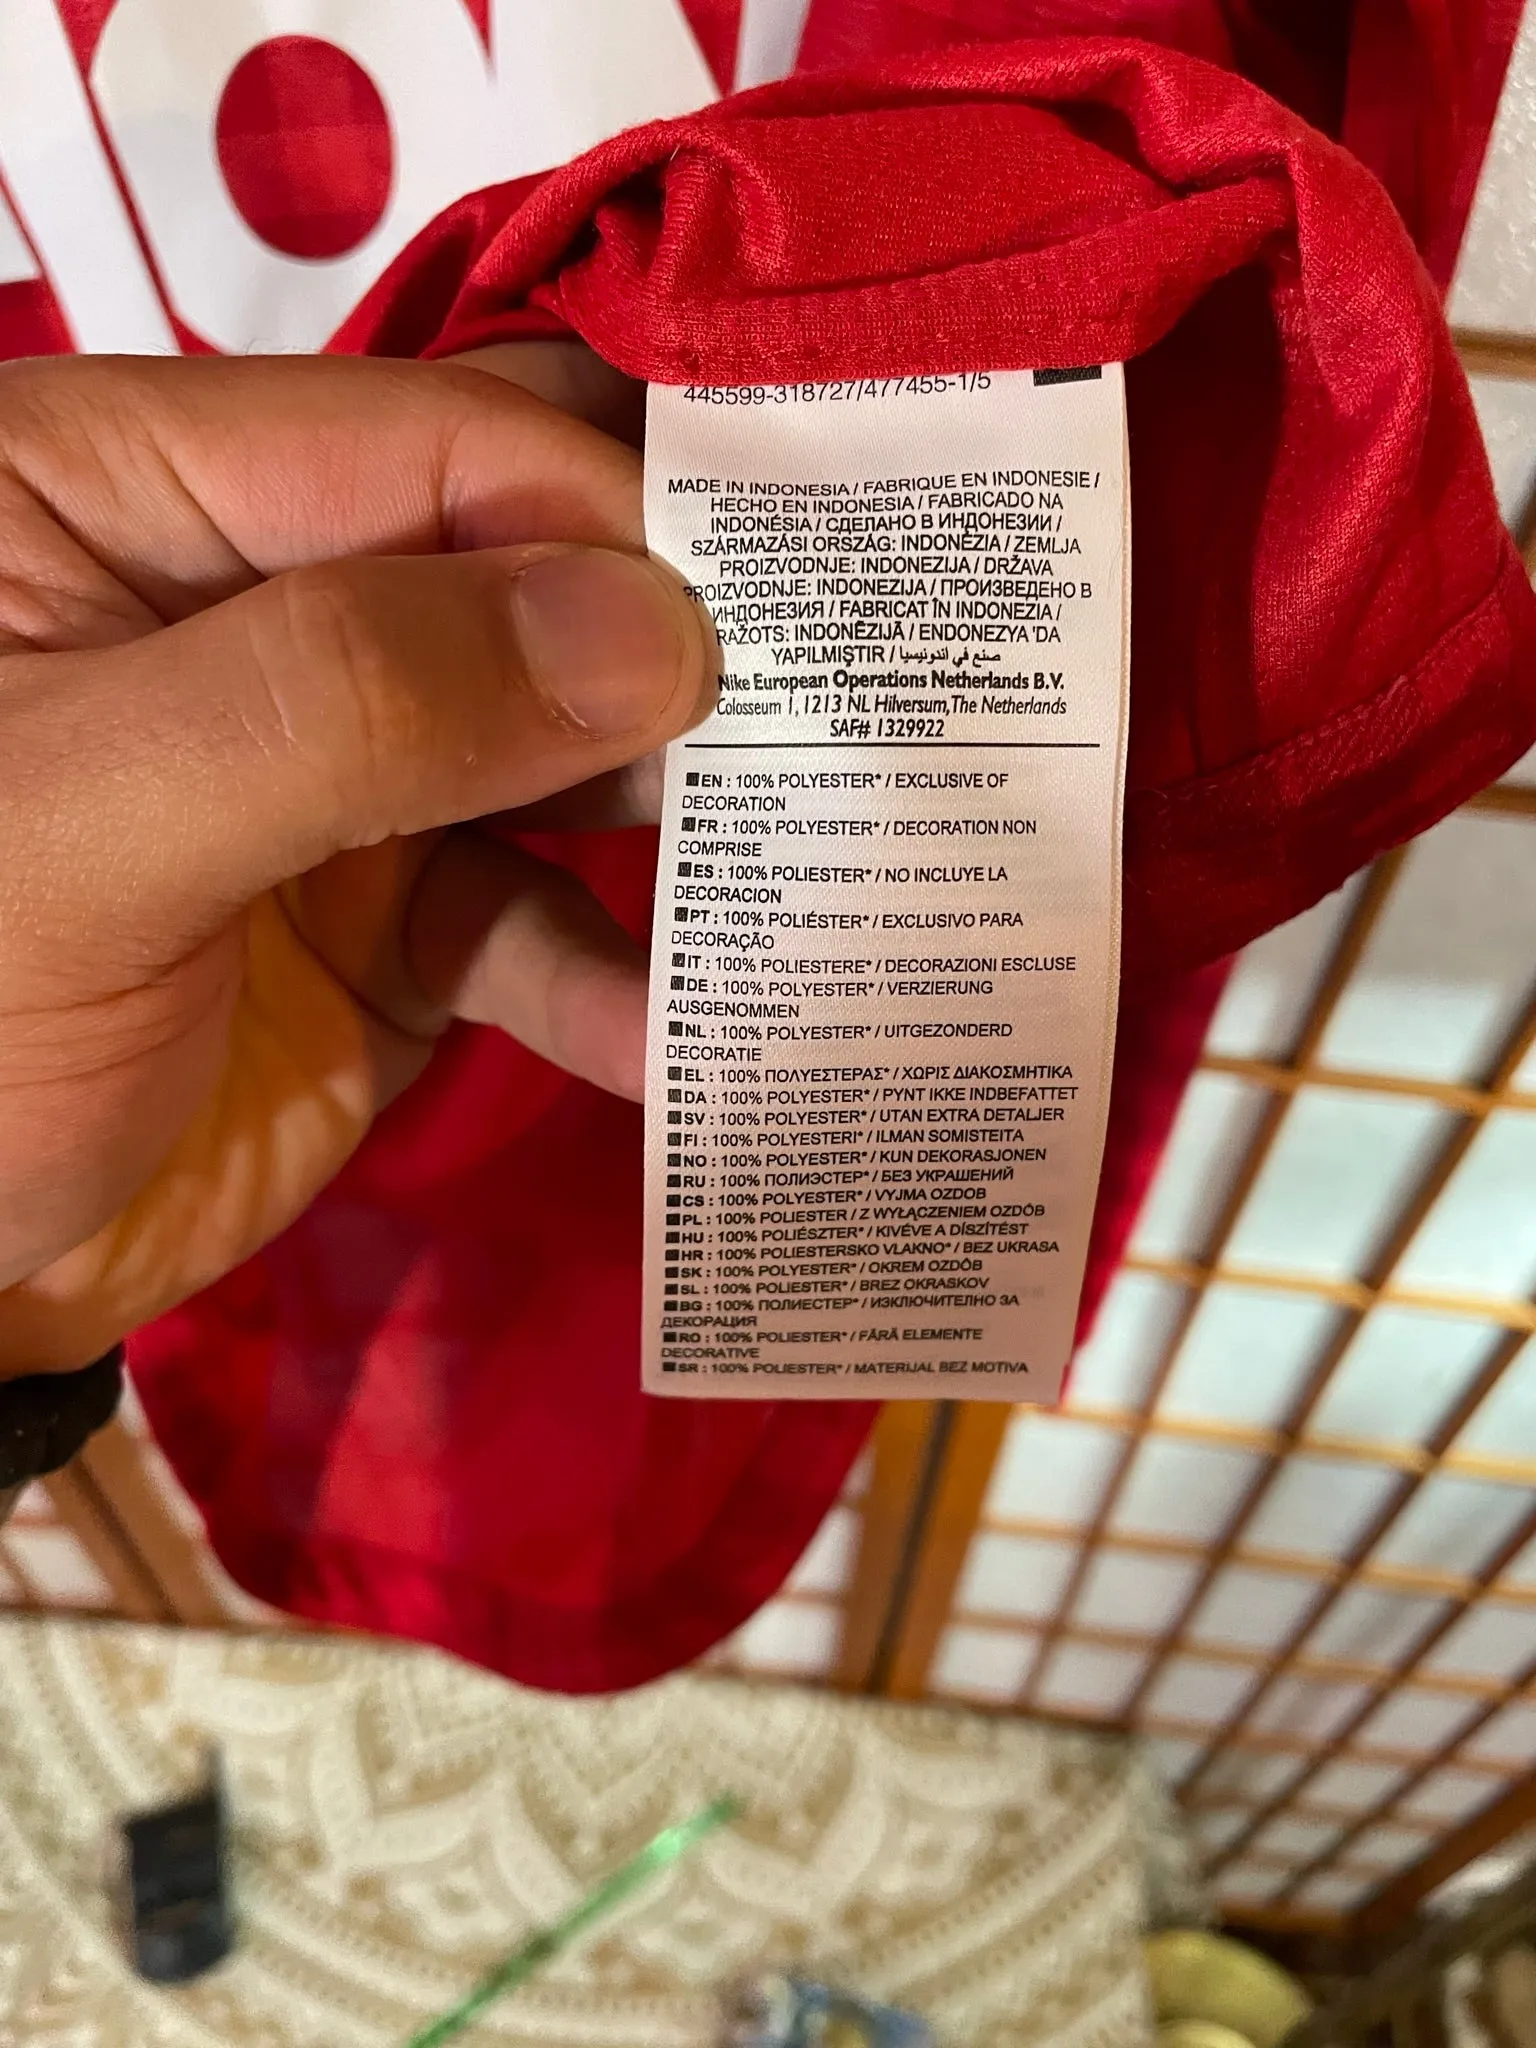 445599-318727/477455-1/5
MADE IN INDONESIA / FABRIQUE EN INDONESIE /
HECHO EN INDONESIA / FABRICADO NA
INDONÉSIA / СДЕЛАНО В ИНДОНЕЗИИ /
SZÁRMAZÁSI ORSZÁG: INDONÉZIA / ZEMLJA
PROIZVODNJE: INDONEZIJA / DRŽAVA
PROIZVODNJE: INDONEZIJA / ПРОИЗВЕДЕНО В
ИНДОНЕЗИЯ / FABRICAT ÎN INDONEZIA /
RAŽOTS: INDONĒZIJĀ / ENDONEZYA 'DA
YAPILMIŞTIR / صنع في اندونيسيا
Nike European Operations Netherlands B.V.
Colosseum 1, 1213 NL Hilversum, The Netherlands
SAF# 1329922
EN : 100% POLYESTER* / EXCLUSIVE OF
DECORATION
FR : 100% POLYESTER* / DECORATION NON
COMPRISE
ES : 100% POLIESTER* / NO INCLUYE LA
DECORACION
PT : 100% POLIÉSTER* / EXCLUSIVO PARA
DECORAÇÃO
IT : 100% POLIESTERE* / DECORAZIONI ESCLUSE
DE : 100% POLYESTER* / VERZIERUNG
AUSGENOMMEN
NL : 100% POLYESTER* / UITGEZONDERD
DECORATIE
EL : 100% ΠΟΛΥΕΣΤΕΡΑΣ* / ΧΩΡΙΣ ΔΙΑΚΟΣΜΗΤΙΚΑ
DA : 100% POLYESTER* / PYNT IKKE INDBEFATTET
SV : 100% POLYESTER* / UTAN EXTRA DETALJER
FI : 100% POLYESTERI* / ILMAN SOMISTEITA
NO : 100% POLYESTER* / KUN DEKORASJONEN
RU : 100% ПОЛИЭСТЕР* / БЕЗ УКРАШЕНИЙ
CS : 100% POLYESTER* / VYJMA OZDOB
PL : 100% POLIESTER / Z WYŁĄCZENIEM OZDÓB
HU : 100% POLIÉSZTER* / KIVÉVE A DÍSZÍTÉST
HR : 100% POLIESTERSKO VLAKNO* / BEZ UKRASA
SK : 100% POLYESTER* / OKREM OZDÔB
SL : 100% POLIESTER* / BREZ OKRASKOV
BG : 100% ПОЛИЕСТЕР* / ИЗКЛЮЧИТЕЛНО ЗА
ДЕКОРАЦИЯ
RO : 100% POLIESTER* / FĂRĂ ELEMENTE
DECORATIVE
SR : 100% POLIESTER* / MATERIJAL BEZ MOTIVA